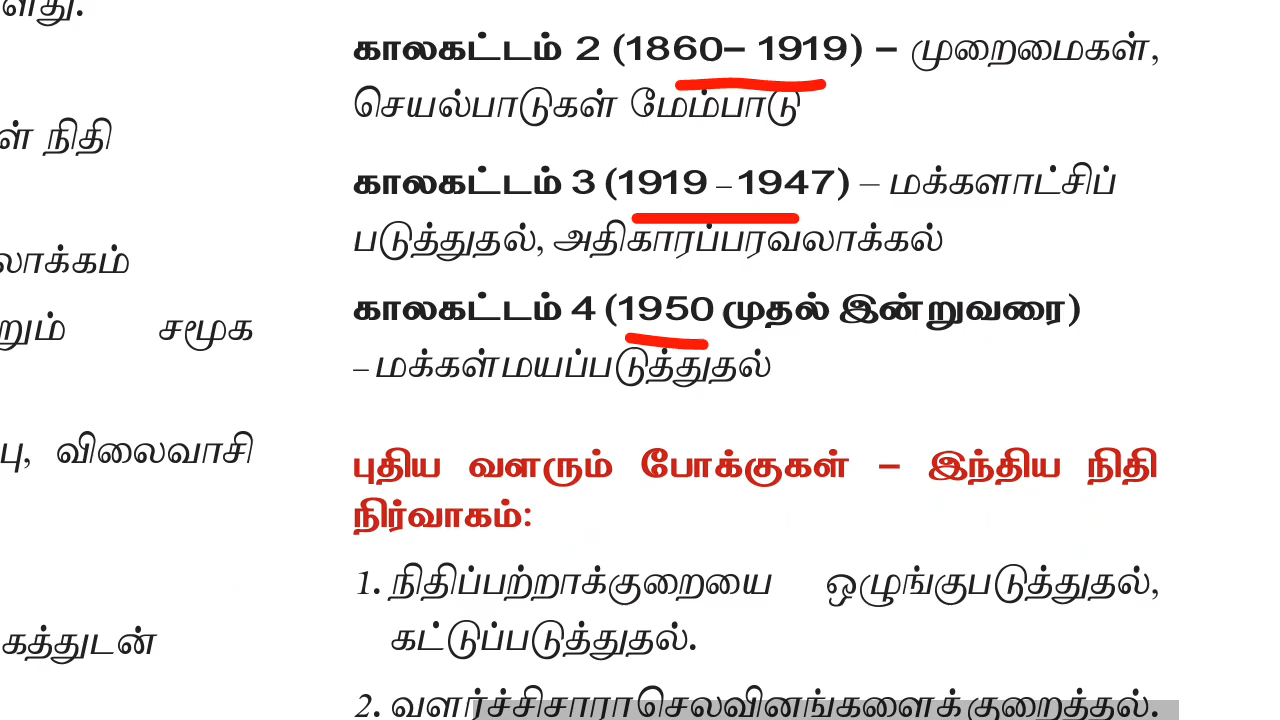 ளது.
ள் நிதி
லாக்கம்
றும் சமூக
பு, விலைவாசி
கத்துடன்
காலகட்டம் 2 (1860– 1919) – முறைமைகள்,
செயல்பாடுகள் மேம்பாடு
காலகட்டம் 3 (1919 – 1947) – மக்களாட்சிப்
படுத்துதல், அதிகாரப்பரவலாக்கல்
காலகட்டம் 4 (1950 முதல் இன்றுவரை)
– மக்கள்மயப்படுத்துதல்
புதிய வளரும் போக்குகள் – இந்திய நிதி
நிர்வாகம்:
1. நிதிப்பற்றாக்குறையை ஒழுங்குபடுத்துதல்,
கட்டுப்படுத்துதல்.
2. வளர்ச்சிசாரா செலவினங்களைக் குறைத்தல்.